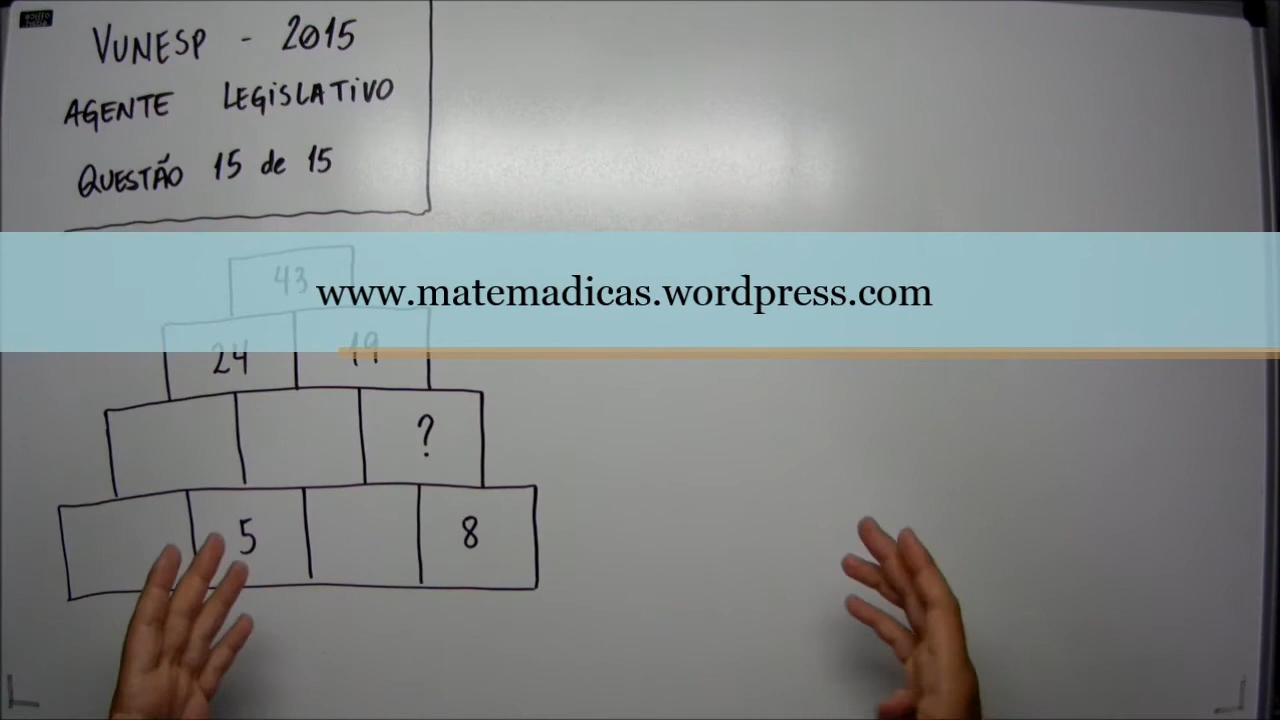 VUNESP - 2015
AGENTE LEGISLATIVO
QUESTÃO 15 de 15
43
www.matemadicas.wordpress.com
24 19
?
5 8